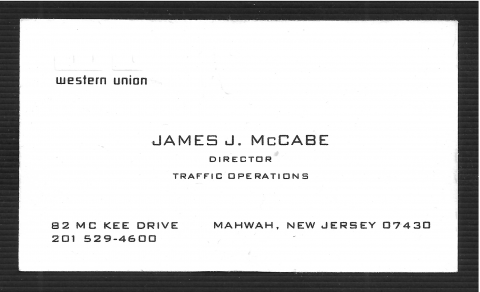 western union
JAMES J. McCABE
DIRECTOR
TRAFFIC OPERATIONS
82 MC KEE DRIVE MAHWAH, NEW JERSEY 07430
201 529-4600